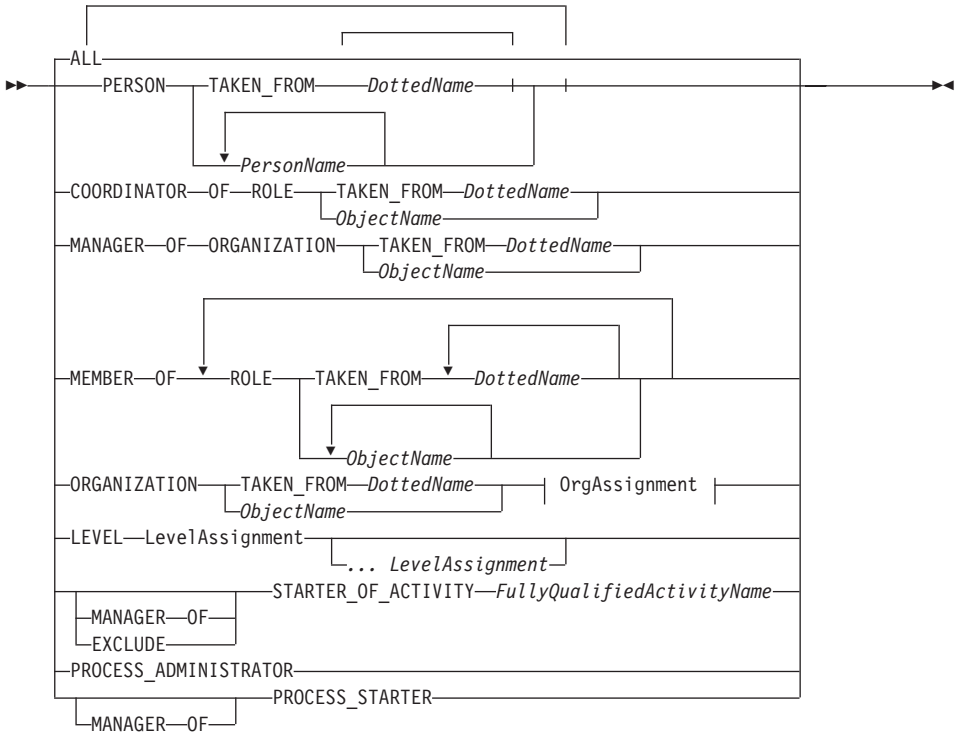 ALL
PERSON TAKEN_FROM DottedName
PersonName
COORDINATOR OF ROLE TAKEN_FROM DottedName
ObjectName
MANAGER OF ORGANIZATION TAKEN_FROM DottedName
ObjectName
MEMBER OF ROLE TAKEN_FROM DottedName
ObjectName
ORGANIZATION TAKEN_FROM DottedName OrgAssignment
ObjectName
LEVEL LevelAssignment
... LevelAssignment
STARTER_OF_ACTIVITY FullyQualifiedActivityName
MANAGER OF
EXCLUDE
PROCESS_ADMINISTRATOR
PROCESS_STARTER
MANAGER OF